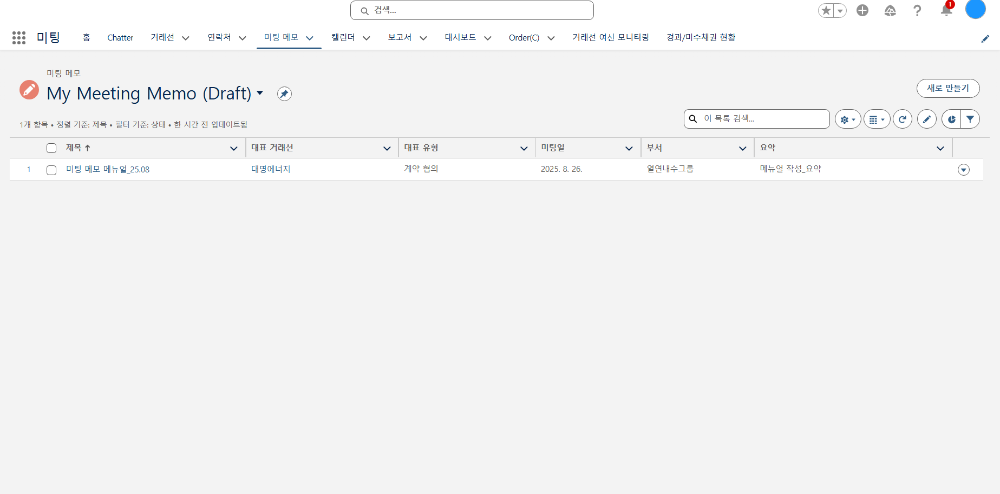 검색...
1
미팅 홈 Chatter 거래선 연락처 미팅 메모 캘린더 보고서 대시보드 Order(C) 거래선 여신 모니터링 경과/미수채권 현황
미팅 메모
My Meeting Memo (Draft)
새로 만들기
1개 항목 • 정렬 기준: 제목 • 필터 기준: 상태 • 한 시간 전 업데이트됨
이 목록 검색...
제목 대표 거래선 대표 유형 미팅일 부서 요약
1 미팅 메모 메뉴얼_25.08 대명에너지 계약 협의 2025. 8. 26. 열연내수그룹 메뉴얼 작성_요약